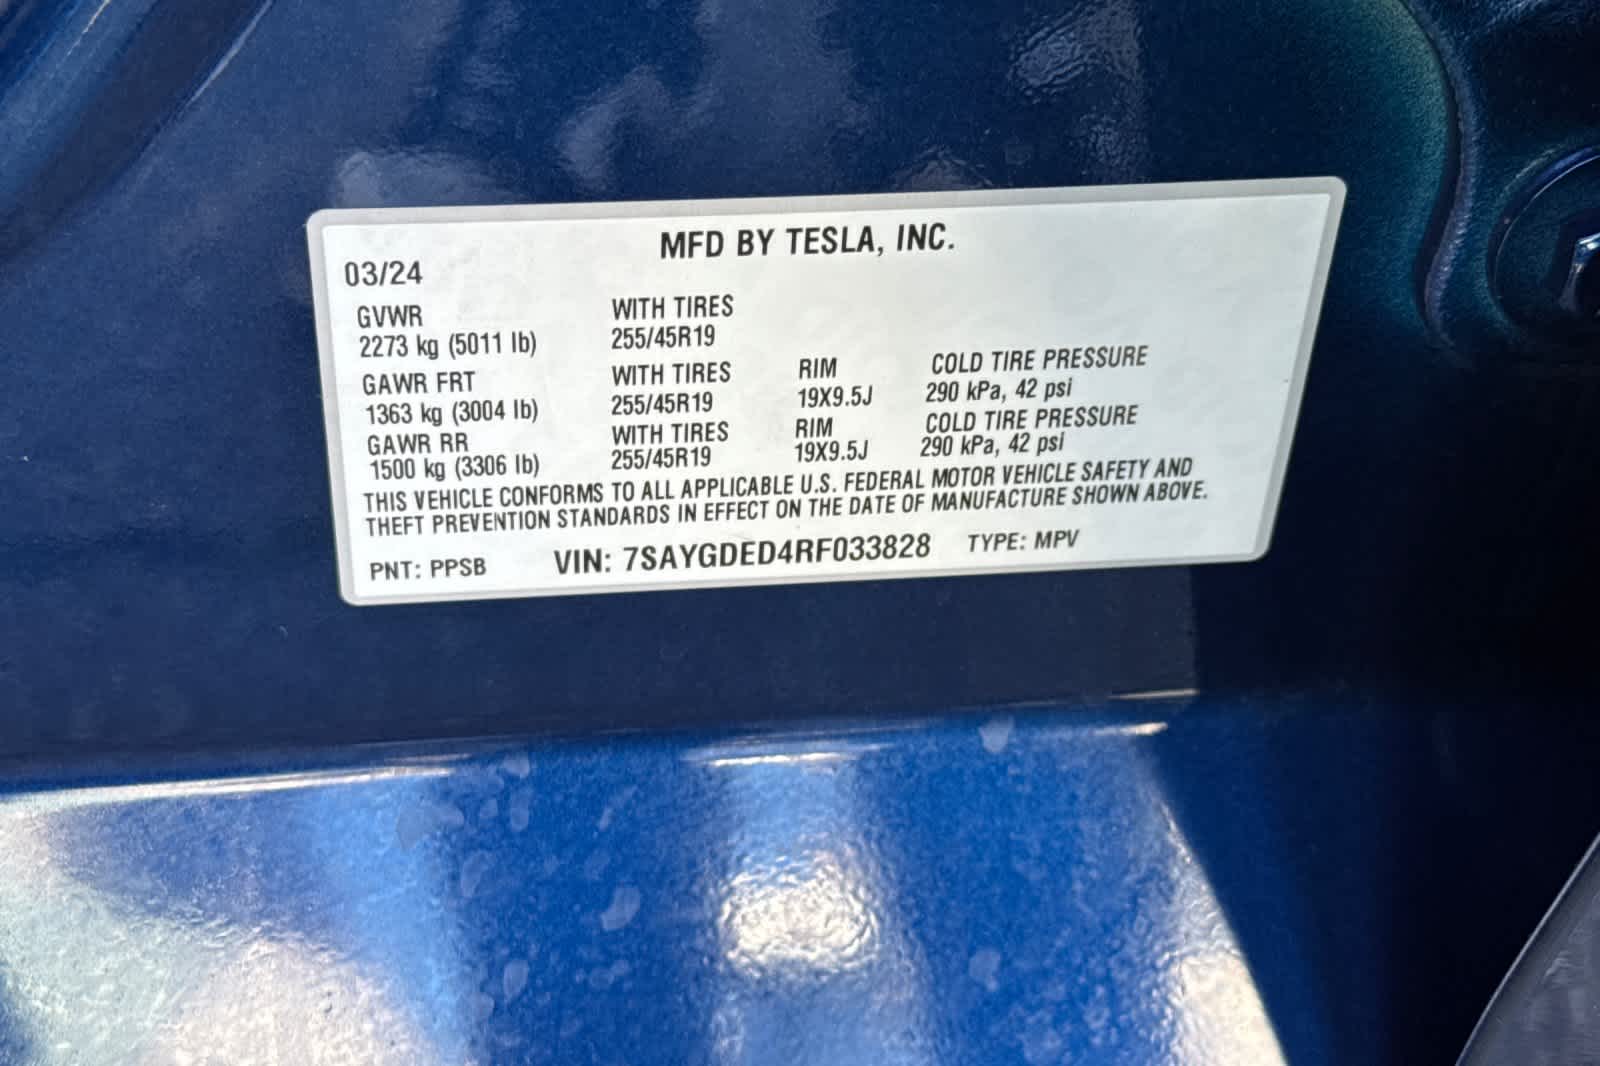 MFD BY TESLA, INC.
03/24
GVWR WITH TIRES
2273 kg (5011 lb) 255/45R19
GAWR FRT WITH TIRES RIM COLD TIRE PRESSURE
1363 kg (3004 lb) 255/45R19 19X9.5J 290 kPa, 42 psi
GAWR RR WITH TIRES RIM COLD TIRE PRESSURE
1500 kg (3306 lb) 255/45R19 19X9.5J 290 kPa, 42 psi
THIS VEHICLE CONFORMS TO ALL APPLICABLE U.S. FEDERAL MOTOR VEHICLE SAFETY AND
THEFT PREVENTION STANDARDS IN EFFECT ON THE DATE OF MANUFACTURE SHOWN ABOVE.
PNT: PPSB VIN: 7SAYGDED4RF033828 TYPE: MPV